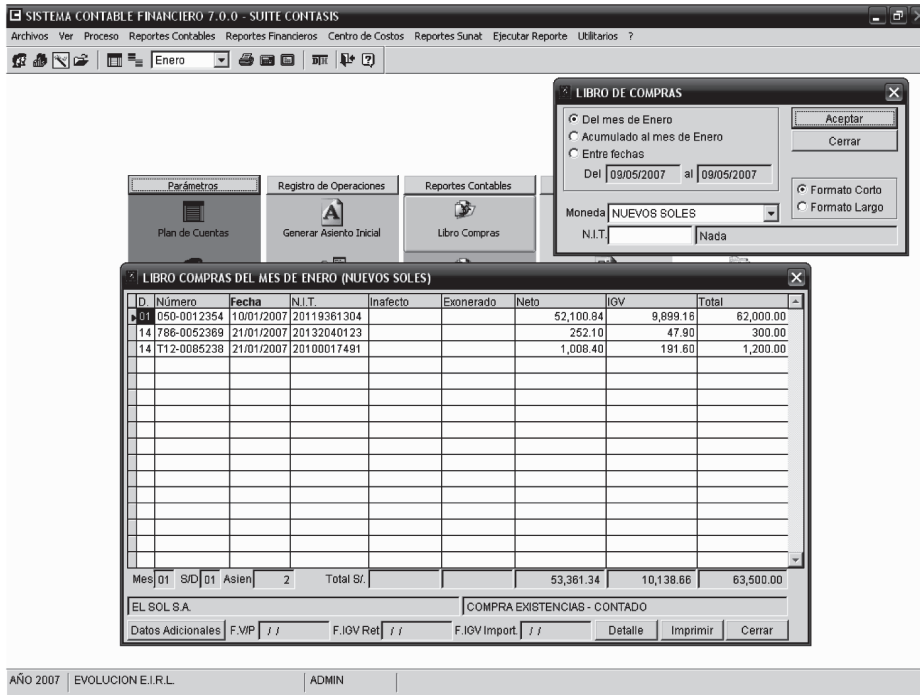 SISTEMA CONTABLE FINANCIERO 7.0.0 - SUITE CONTASIS
Archivos Ver Proceso Reportes Contables Reportes Financieros Centro de Costos Reportes Sunat Ejecutar Reporte Utilitarios ?
Enero
LIBRO DE COMPRAS
Del mes de Enero
Acumulado al mes de Enero
Entre fechas
Del 09/05/2007 al 09/05/2007
Aceptar
Cerrar
Formato Corto
Formato Largo
Moneda NUEVOS SOLES
N.I.T. Nada
Parámetros Registro de Operaciones Reportes Contables
Plan de Cuentas Generar Asiento Inicial Libro Compras
LIBRO COMPRAS DEL MES DE ENERO (NUEVOS SOLES)
D. Número Fecha N.I.T. Inafecto Exonerado Neto IGV Total
01 050-0012354 10/01/2007 20119361304 52,100.84 9,899.16 62,000.00
14 786-0052369 21/01/2007 20132040123 252.10 47.90 300.00
14 T12-0085238 21/01/2007 20100017491 1,008.40 191.60 1,200.00
Mes 01 S/D 01 Asien 2 Total S/. 53,361.34 10,138.66 63,500.00
EL SOL S.A. COMPRA EXISTENCIAS - CONTADO
Datos Adicionales F.V/P / / F.IGV Ret / / F.IGV Import. / / Detalle Imprimir Cerrar
AÑO 2007 EVOLUCION E.I.R.L. ADMIN